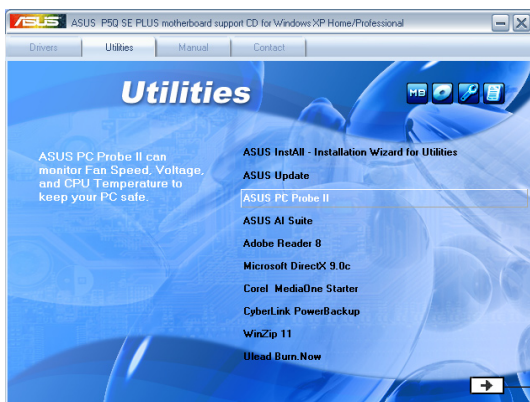 ASUS ASUS P5Q SE PLUS motherboard support CD for Windows XP Home/Professional
Drivers Utilities Manual Contact
Utilities
MB
ASUS PC Probe II can
monitor Fan Speed, Voltage,
and CPU Temperature to
keep your PC safe.
ASUS InstAll - Installation Wizard for Utilities
ASUS Update
ASUS PC Probe II
ASUS AI Suite
Adobe Reader 8
Microsoft DirectX 9.0c
Corel MediaOne Starter
CyberLink PowerBackup
WinZip 11
Ulead Burn.Now